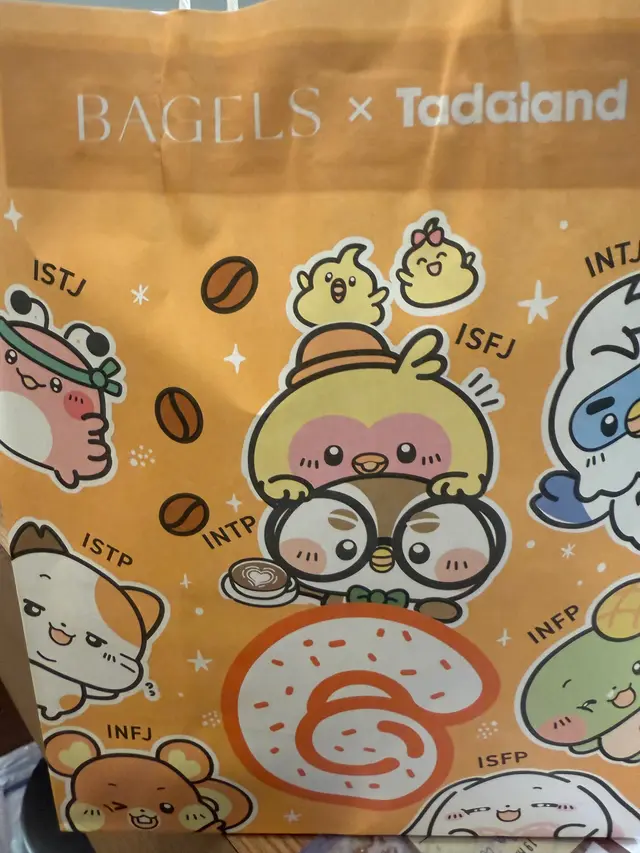 BAGELS × Tadaland
ISTJ
INTJ
ISFJ
INTP
ISTP
INFP
INFJ
ISFP